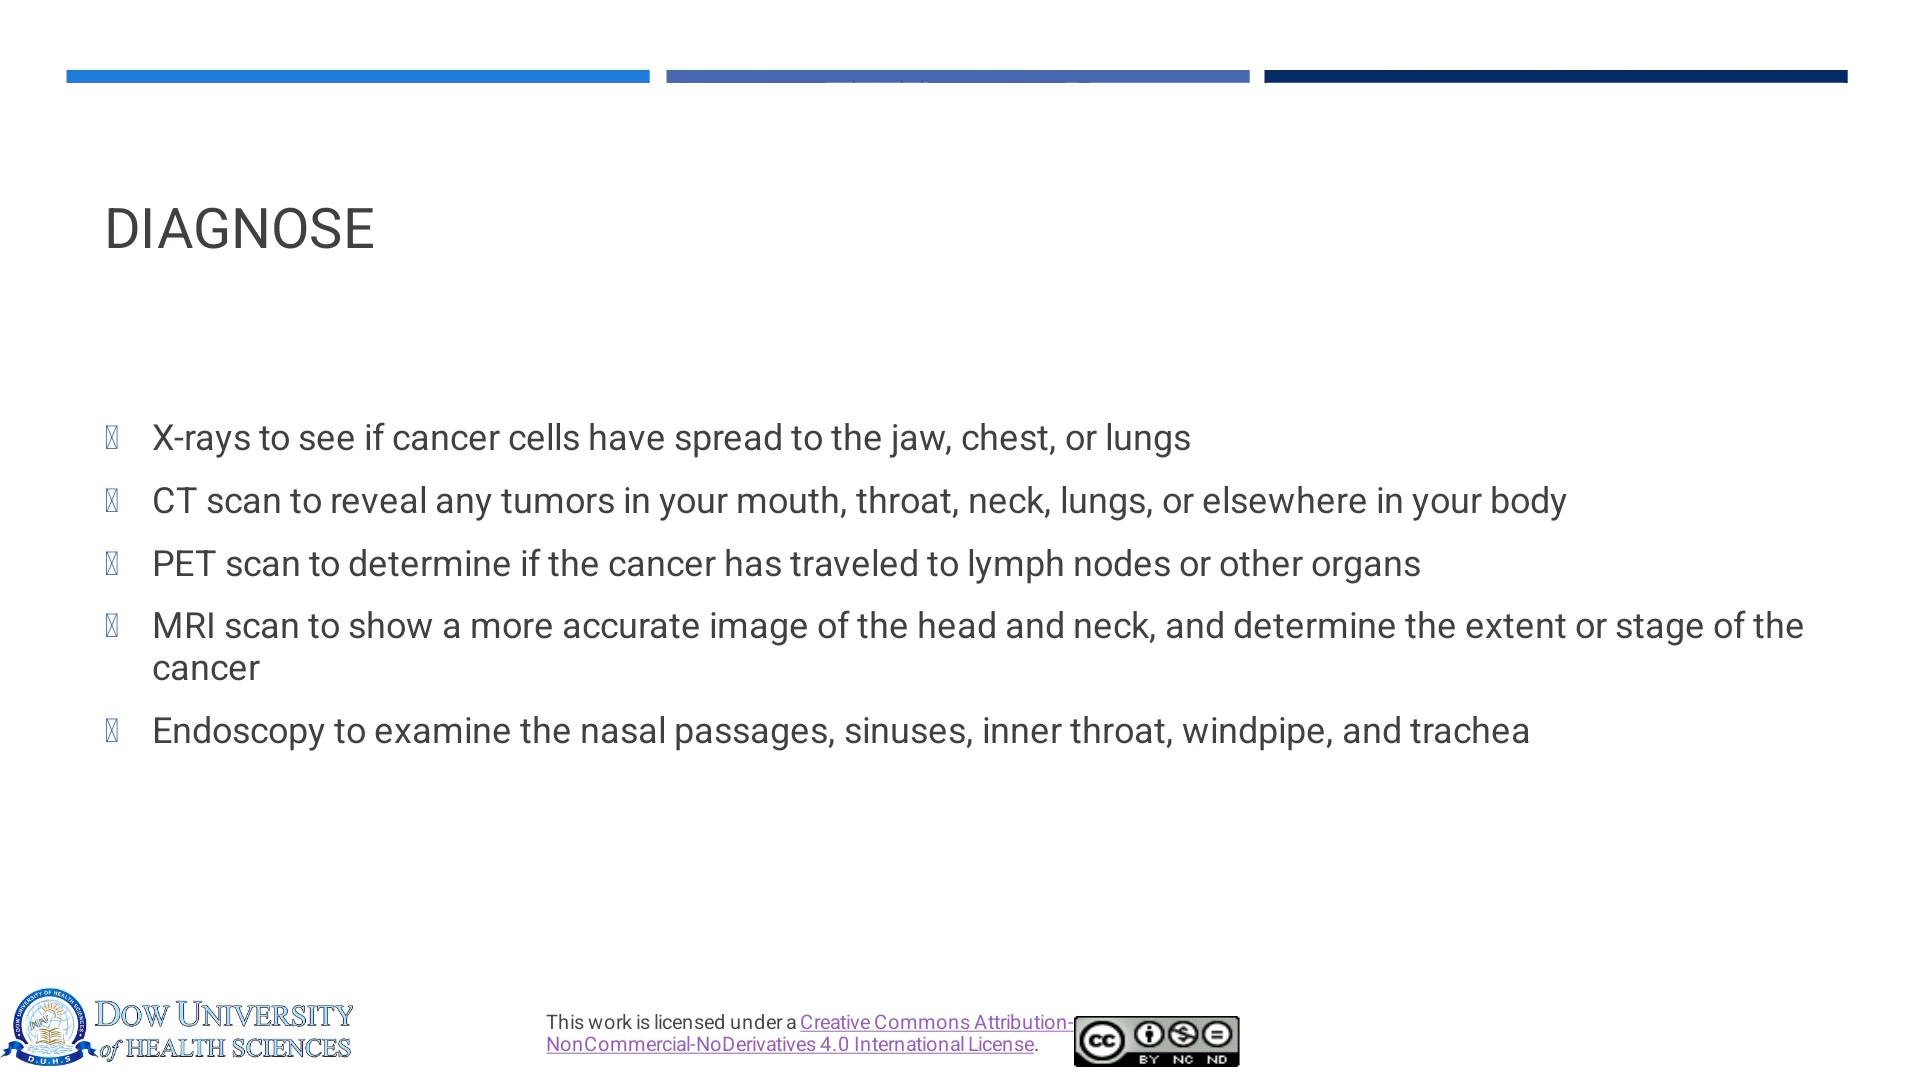 DIAGNOSE
X-rays to see if cancer cells have spread to the jaw, chest, or lungs
CT scan to reveal any tumors in your mouth, throat, neck, lungs, or elsewhere in your body
PET scan to determine if the cancer has traveled to lymph nodes or other organs
MRI scan to show a more accurate image of the head and neck, and determine the extent or stage of the
cancer
Endoscopy to examine the nasal passages, sinuses, inner throat, windpipe, and trachea
DOW UNIVERSITY
of HEALTH SCIENCES
D.U.H.S
This work is licensed under a Creative Commons Attribution-
NonCommercial-NoDerivatives 4.0 International License.
cc
BY NC ND